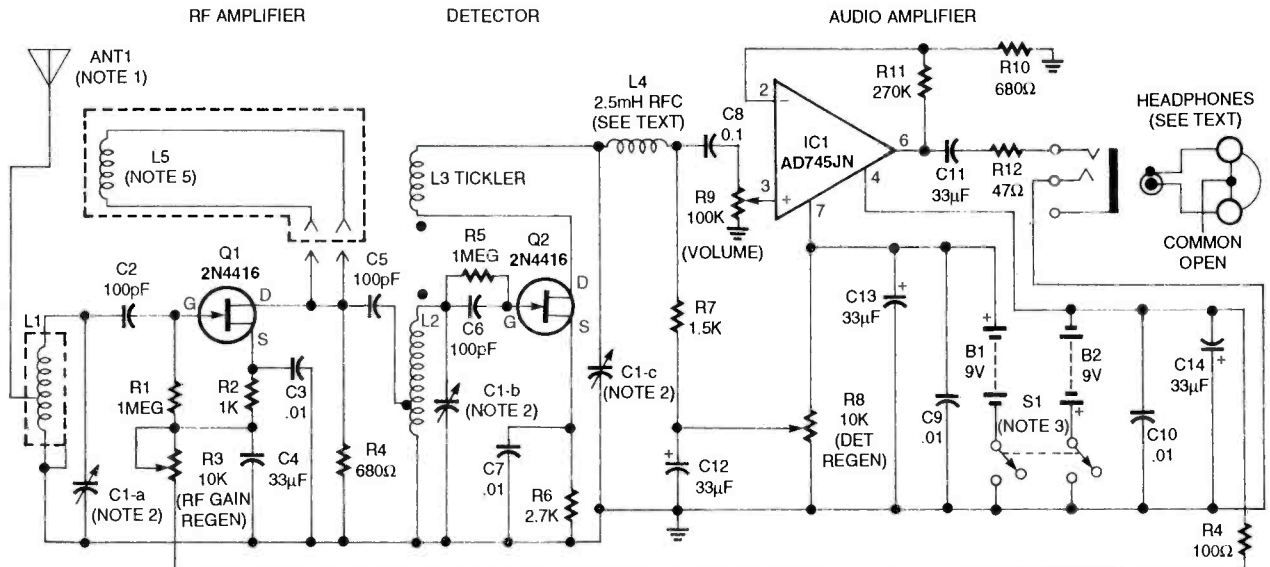 RF AMPLIFIER
DETECTOR
AUDIO AMPLIFIER
ANT1
(NOTE 1)
L5
(NOTE 5)
L3 TICKLER
L4
2.5mH RFC
(SEE TEXT)
C8
0.1
R9
100K
(VOLUME)
2
−
3
+
IC1
AD745JN
6
4
7
R11
270K
R10
680Ω
C11
33µF
R12
47Ω
HEADPHONES
(SEE TEXT)
COMMON
OPEN
L1
C2
100pF
Q1
2N4416
G
D
S
R1
1MEG
R2
1K
C3
.01
R3
10K
(RF GAIN
REGEN)
C4
33µF
C1-a
(NOTE 2)
R4
680Ω
C5
100pF
L2
R5
1MEG
C6
100pF
Q2
2N4416
G
D
S
C1-b
(NOTE 2)
C7
.01
R6
2.7K
C1-c
(NOTE 2)
R7
1.5K
+
C12
33µF
R8
10K
(DET
REGEN)
+
C13
33µF
C9
.01
+
B1
9V
B2
9V
+
S1
(NOTE 3)
C10
.01
C14
33µF
+
R4
100Ω